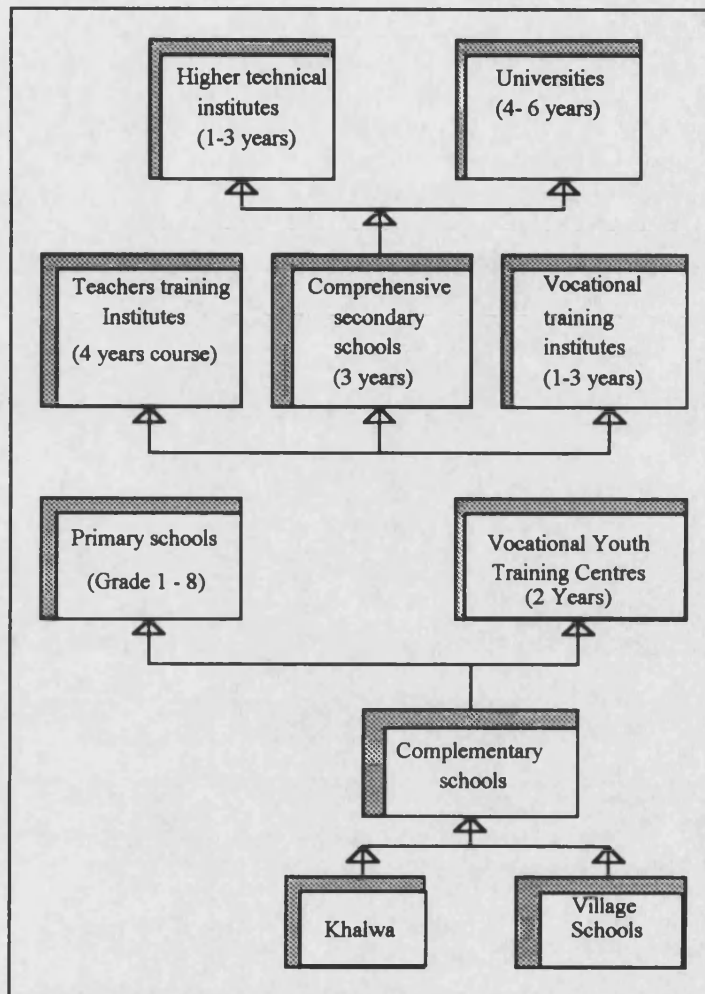 Higher technical
institutes
(1-3 years)
Universities
(4- 6 years)
Teachers training
Institutes
(4 years course)
Comprehensive
secondary
schools
(3 years)
Vocational
training
institutes
(1-3 years)
Primary schools
(Grade 1 - 8)
Vocational Youth
Training Centres
(2 Years)
Complementary
schools
Khalwa
Village
Schools